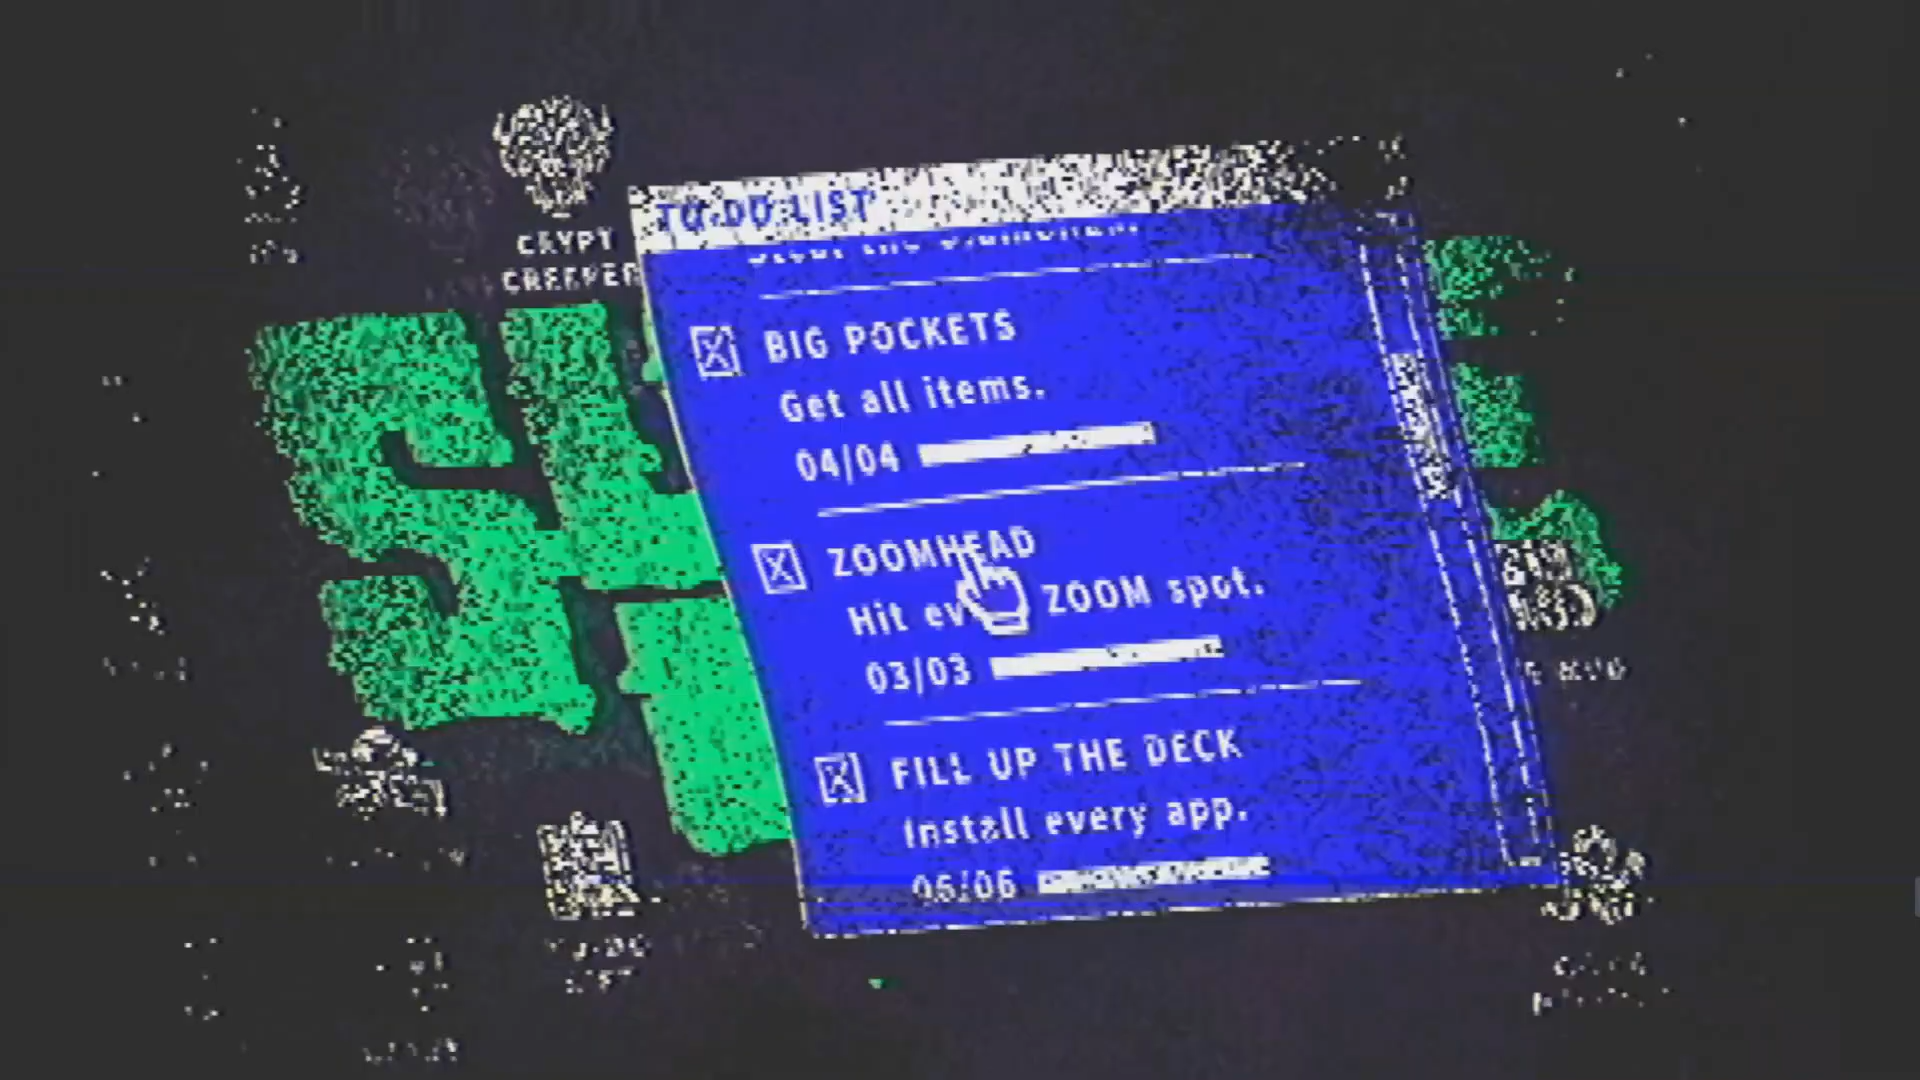 CRYPT
CREEPER
TO-DO LIST
BIG POCKETS
Get all items.
04/04
ZOOMHEAD
Hit ZOOM spot.
03/03
FILL UP THE DECK
Install every app.
06/06